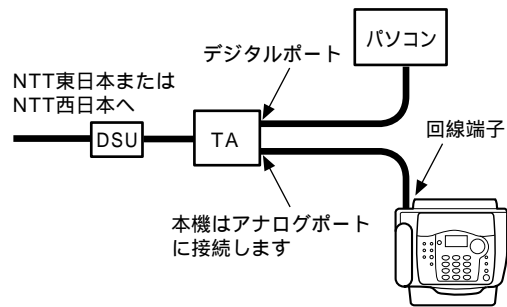 パソコン
デジタルポート
NTT東日本または
NTT西日本へ
DSU
TA
回線端子
本機はアナログポート
に接続します